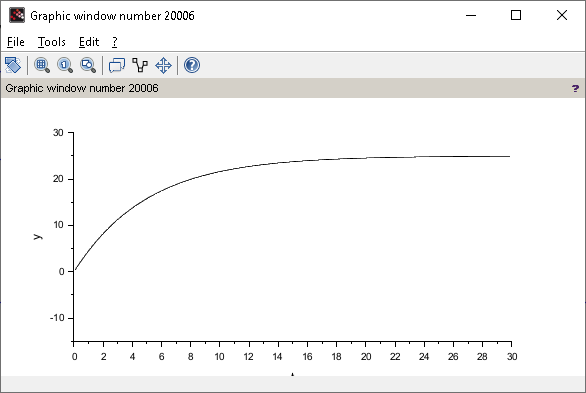 Graphic window number 20006
File Tools Edit ?
Graphic window number 20006 ?
30
20
y
10
0
-10
0 2 4 6 8 10 12 14 16 18 20 22 24 26 28 30